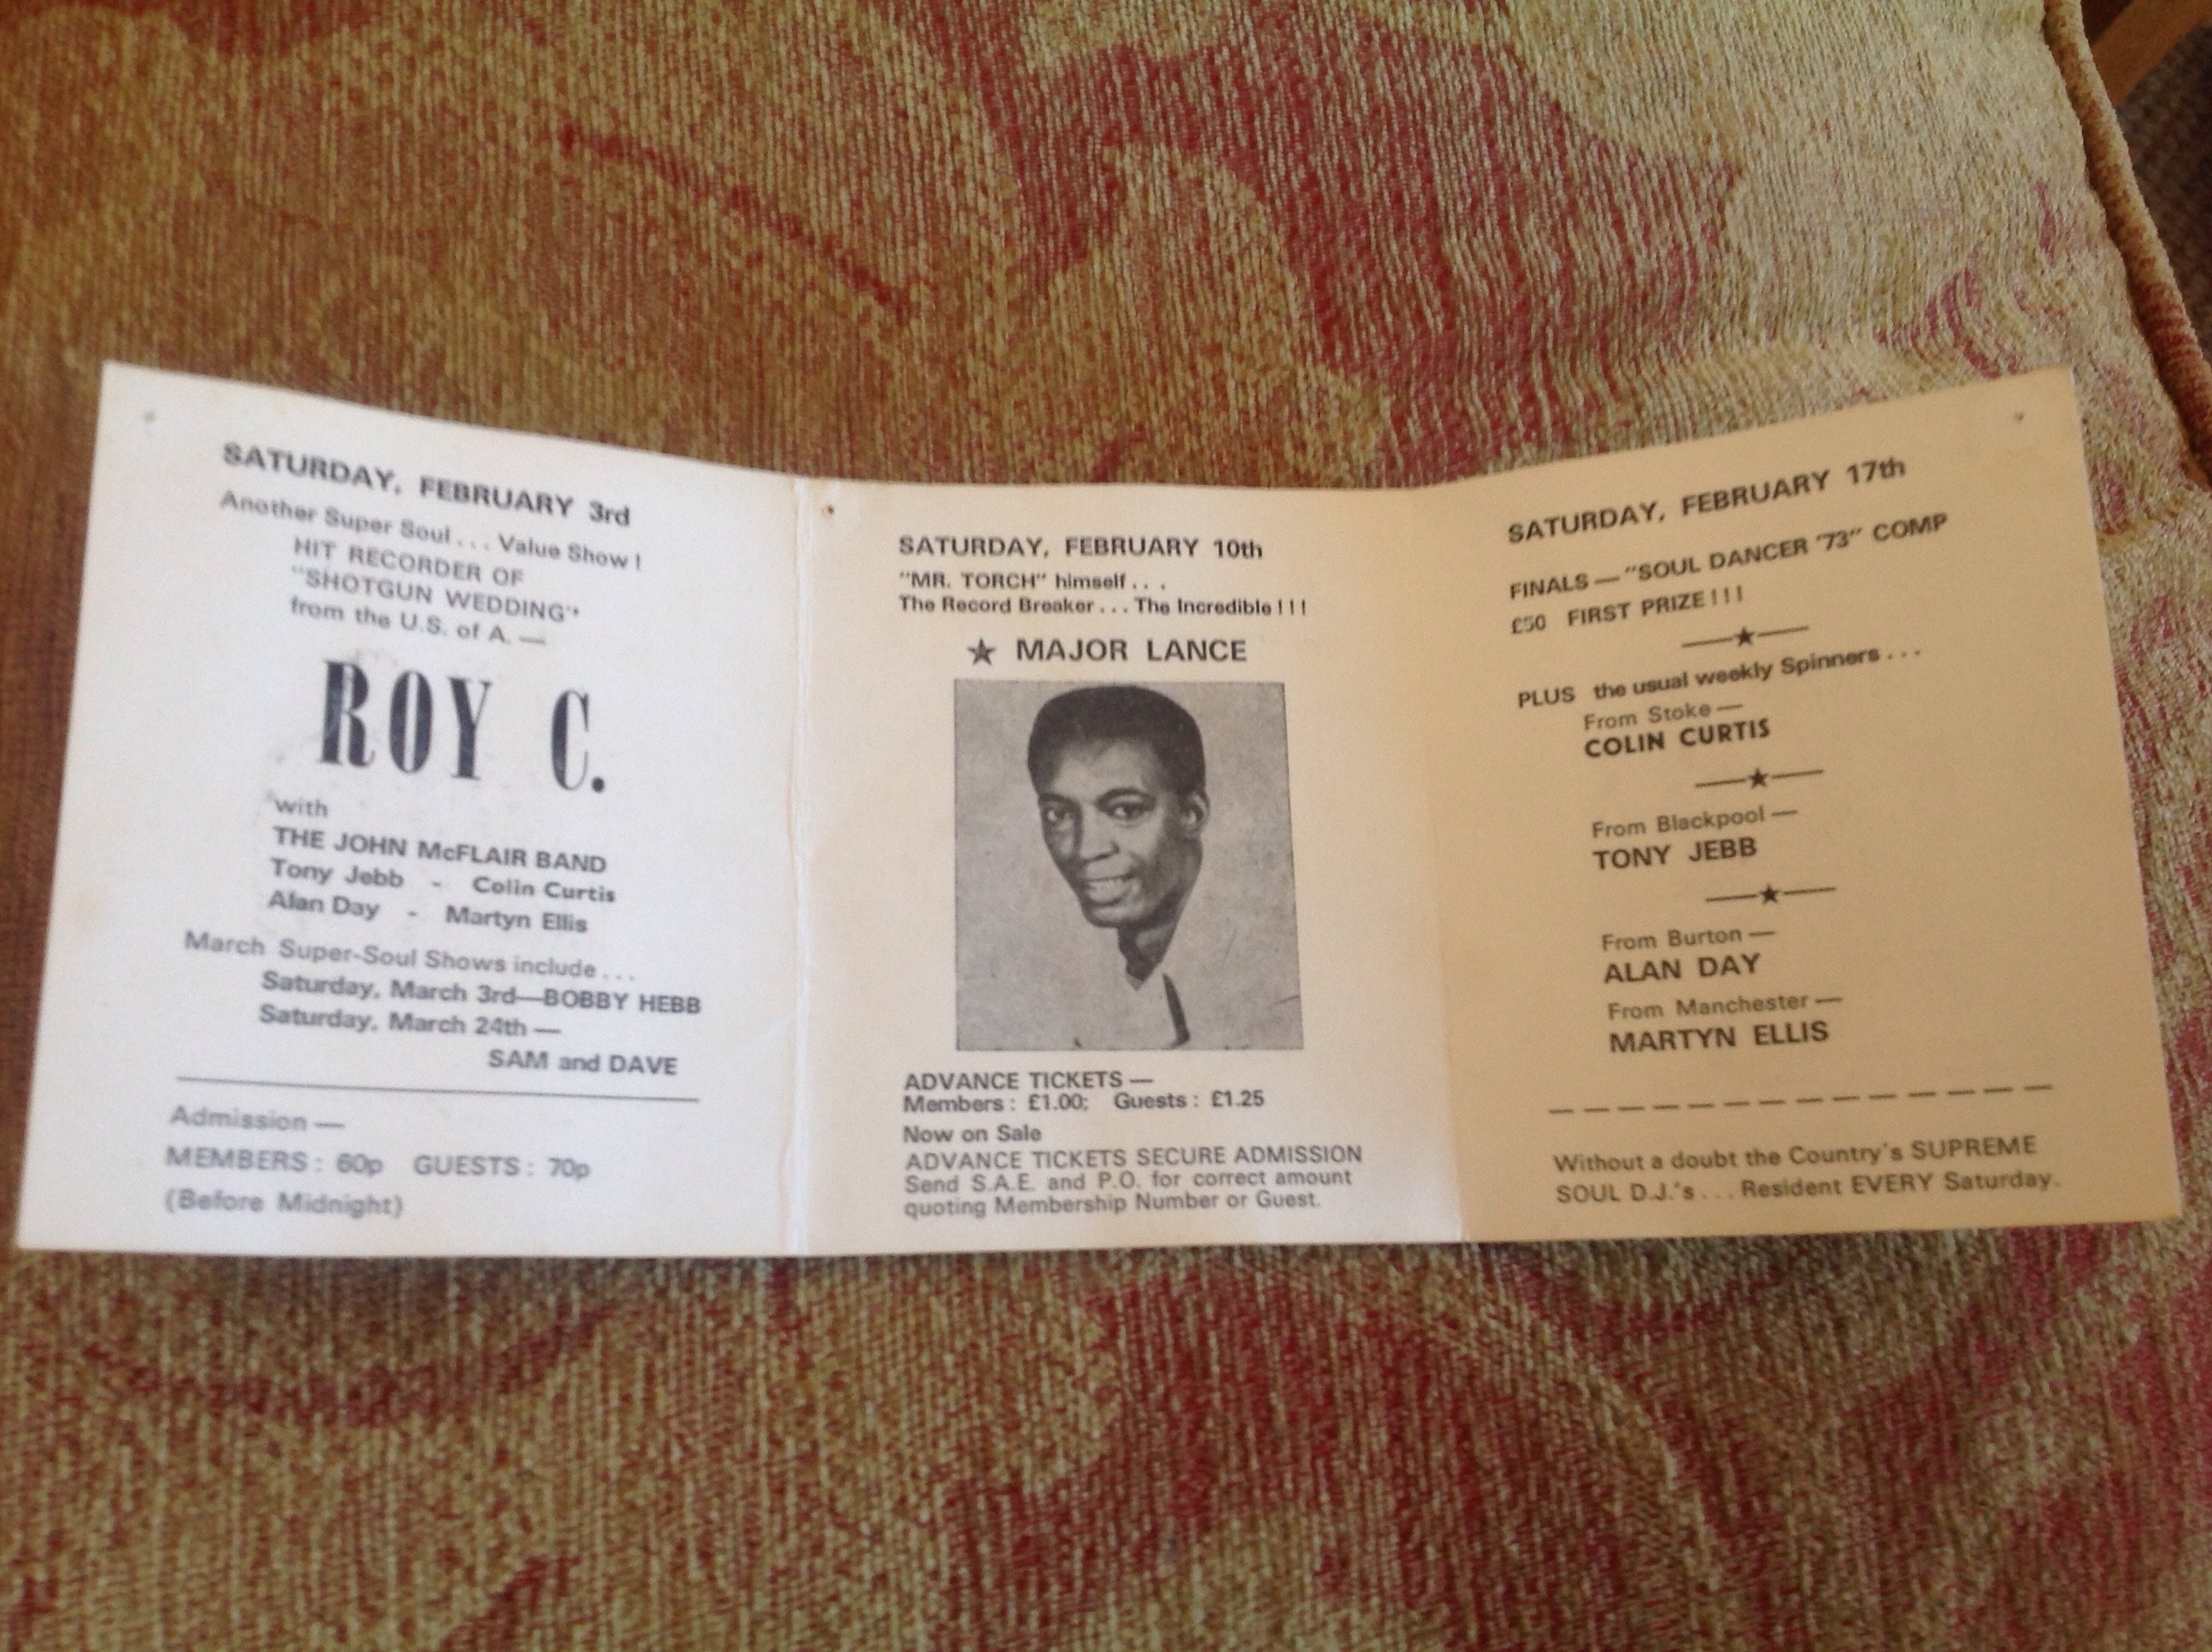 SATURDAY, FEBRUARY 3rd
Another Super Soul . . . Value Show !
HIT RECORDER OF
"SHOTGUN WEDDING"
from the U.S. of A. —
ROY C.
with
THE JOHN McFLAIR BAND
Tony Jebb - Colin Curtis
Alan Day - Martyn Ellis
March Super-Soul Shows include . . .
Saturday, March 3rd—BOBBY HEBB
Saturday, March 24th —
SAM and DAVE
Admission —
MEMBERS : 60p GUESTS : 70p
(Before Midnight)
SATURDAY, FEBRUARY 10th
"MR. TORCH" himself . . .
The Record Breaker . . . The Incredible ! ! !
★ MAJOR LANCE
ADVANCE TICKETS —
Members : £1.00; Guests : £1.25
Now on Sale
ADVANCE TICKETS SECURE ADMISSION
Send S.A.E. and P.O. for correct amount
quoting Membership Number or Guest.
SATURDAY, FEBRUARY 17th
FINALS — "SOUL DANCER '73" COMP
£50 FIRST PRIZE ! ! !
PLUS the usual weekly Spinners . . .
From Stoke —
COLIN CURTIS
From Blackpool —
TONY JEBB
From Burton —
ALAN DAY
From Manchester —
MARTYN ELLIS
Without a doubt the Country's SUPREME
SOUL D.J.'s . . . Resident EVERY Saturday.